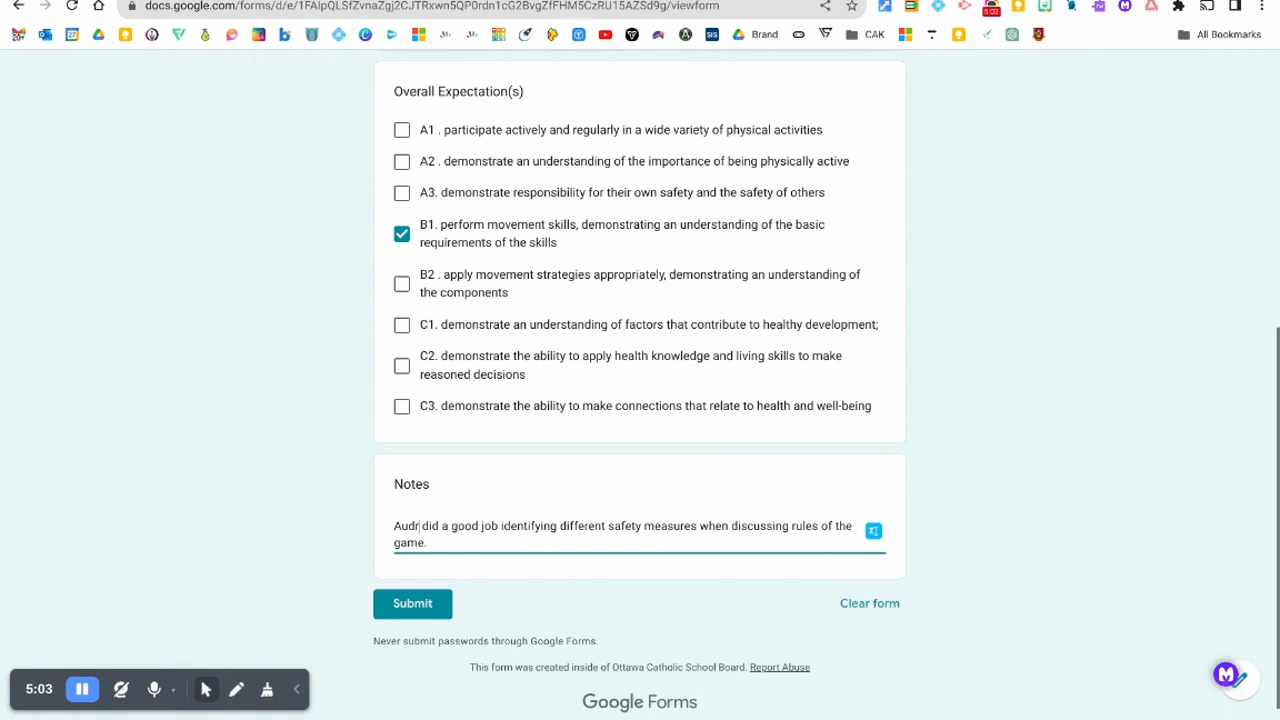 docs.google.com/forms/d/e/1FAIpQLSfZvnaZgj2CJTRxwn5QP0rdn1cG2BvgZfFHM5CzRU15AZSd9g/viewform
5:03
Brand
SIS
CAK
All Bookmarks
Overall Expectation(s)
A1 . participate actively and regularly in a wide variety of physical activities
A2 . demonstrate an understanding of the importance of being physically active
A3. demonstrate responsibility for their own safety and the safety of others
B1. perform movement skills, demonstrating an understanding of the basic
requirements of the skills
B2 . apply movement strategies appropriately, demonstrating an understanding of
the components
C1. demonstrate an understanding of factors that contribute to healthy development;
C2. demonstrate the ability to apply health knowledge and living skills to make
reasoned decisions
C3. demonstrate the ability to make connections that relate to health and well-being
Notes
Audr did a good job identifying different safety measures when discussing rules of the
game.
Submit
Clear form
Never submit passwords through Google Forms.
This form was created inside of Ottawa Catholic School Board. Report Abuse
5:03
Google Forms